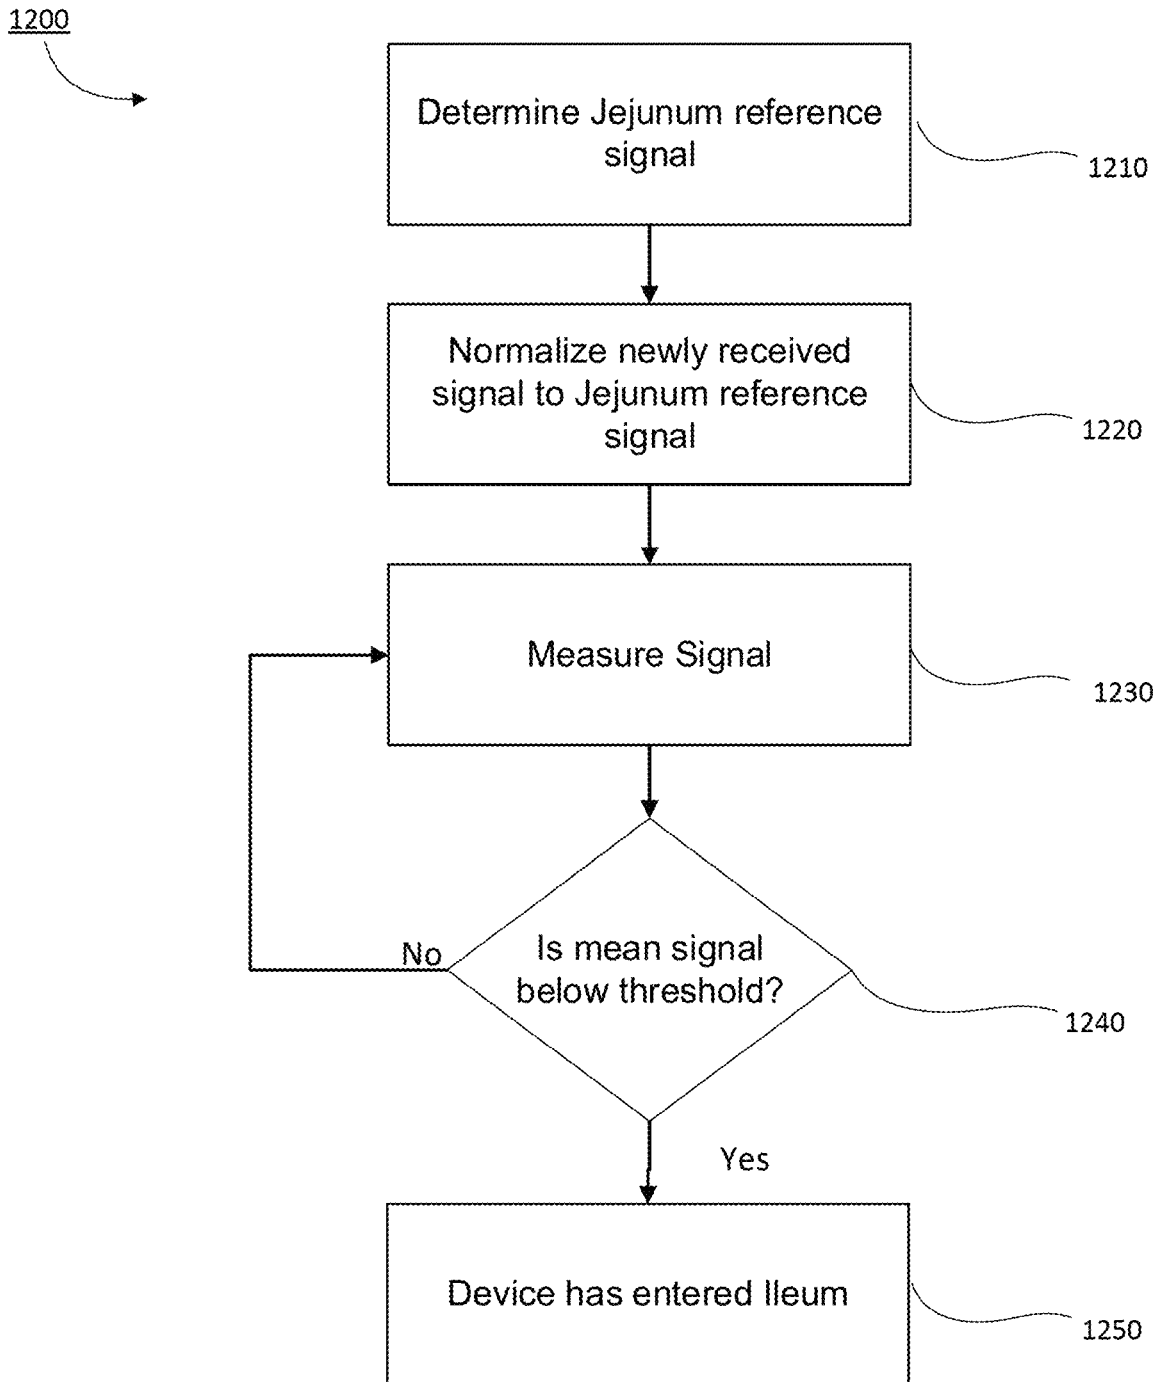 1200
Determine Jejunum reference
signal
1210
Normalize newly received
signal to Jejunum reference
signal
1220
Measure Signal
1230
No
Is mean signal
below threshold?
1240
Yes
Device has entered Ileum
1250